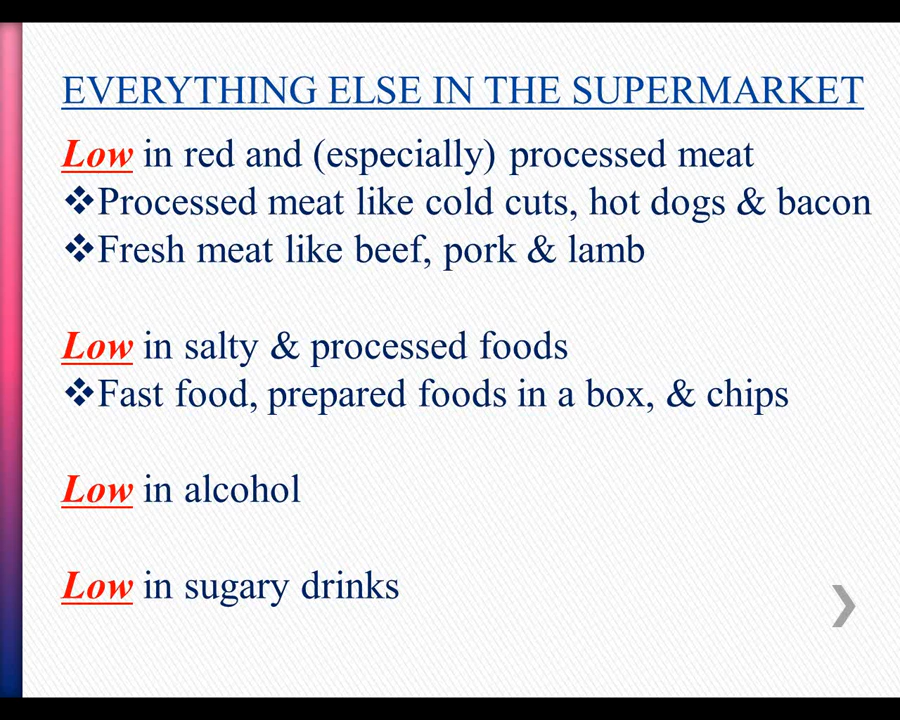 EVERYTHING ELSE IN THE SUPERMARKET
Low in red and (especially) processed meat
❖Processed meat like cold cuts, hot dogs & bacon
❖Fresh meat like beef, pork & lamb
Low in salty & processed foods
❖Fast food, prepared foods in a box, & chips
Low in alcohol
Low in sugary drinks